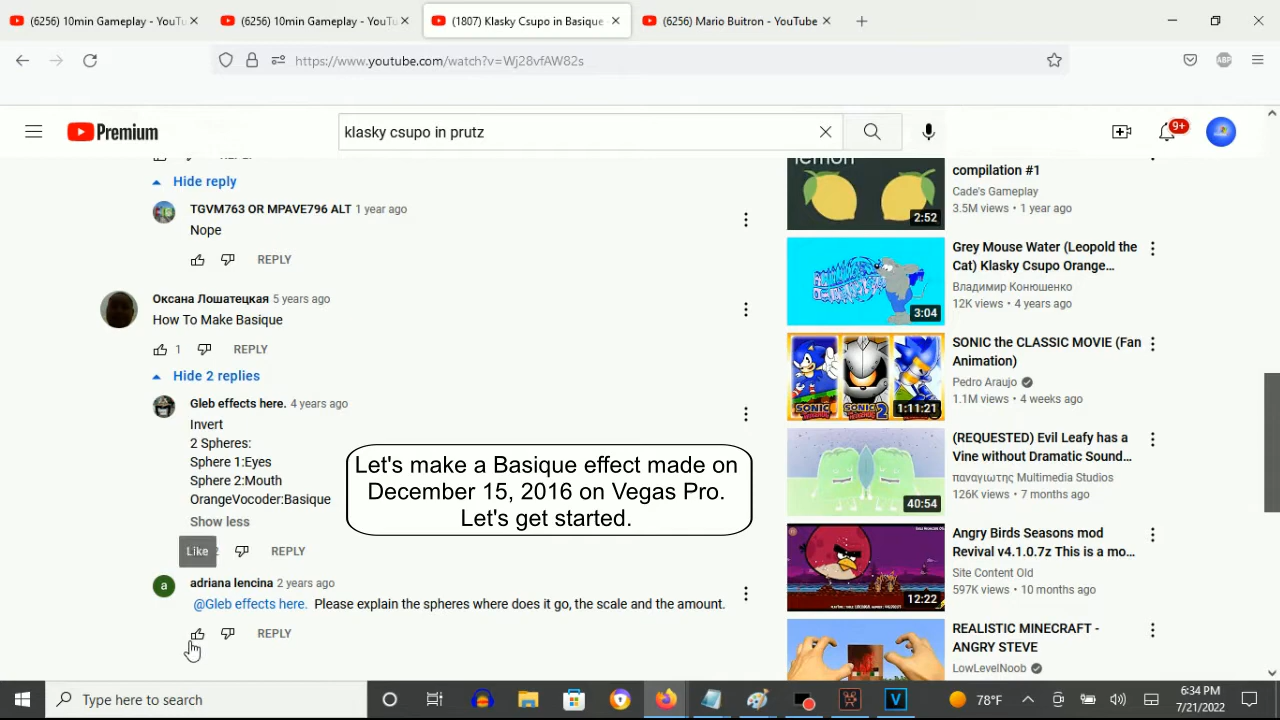 (6256) 10min Gameplay - YouTu
(6256) 10min Gameplay - YouTu
(1807) Klasky Csupo in Basique
(6256) Mario Buitron - YouTube
https://www.youtube.com/watch?v=Wj28vfAW82s
ABP
Premium
klasky csupo in prutz
9+
Hide reply
TGVM763 OR MPAVE796 ALT 1 year ago
Nope
REPLY
Оксана Лошатецкая 5 years ago
How To Make Basique
1 REPLY
Hide 2 replies
Gleb effects here. 4 years ago
Invert
2 Spheres:
Sphere 1:Eyes
Sphere 2:Mouth
OrangeVocoder:Basique
Show less
Like
REPLY
adriana lencina 2 years ago
@Gleb effects here. Please explain the spheres where does it go, the scale and the amount.
REPLY
Let's make a Basique effect made on
December 15, 2016 on Vegas Pro.
Let's get started.
lemon
2:52
compilation #1
Cade's Gameplay
3.5M views • 1 year ago
3:04
Grey Mouse Water (Leopold the
Cat) Klasky Csupo Orange...
Владимир Конюшенко
12K views • 4 years ago
SONIC
SONIC 2
1:11:21
SONIC the CLASSIC MOVIE (Fan
Animation)
Pedro Araujo
1.1M views • 4 weeks ago
40:54
(REQUESTED) Evil Leafy has a
Vine without Dramatic Sound...
παναγιωτης Multimedia Studios
126K views • 7 months ago
12:22
Angry Birds Seasons mod
Revival v4.1.0.7z This is a mo...
Site Content Old
597K views • 10 months ago
REALISTIC MINECRAFT -
ANGRY STEVE
LowLevelNoob
Type here to search
78°F
6:34 PM
7/21/2022